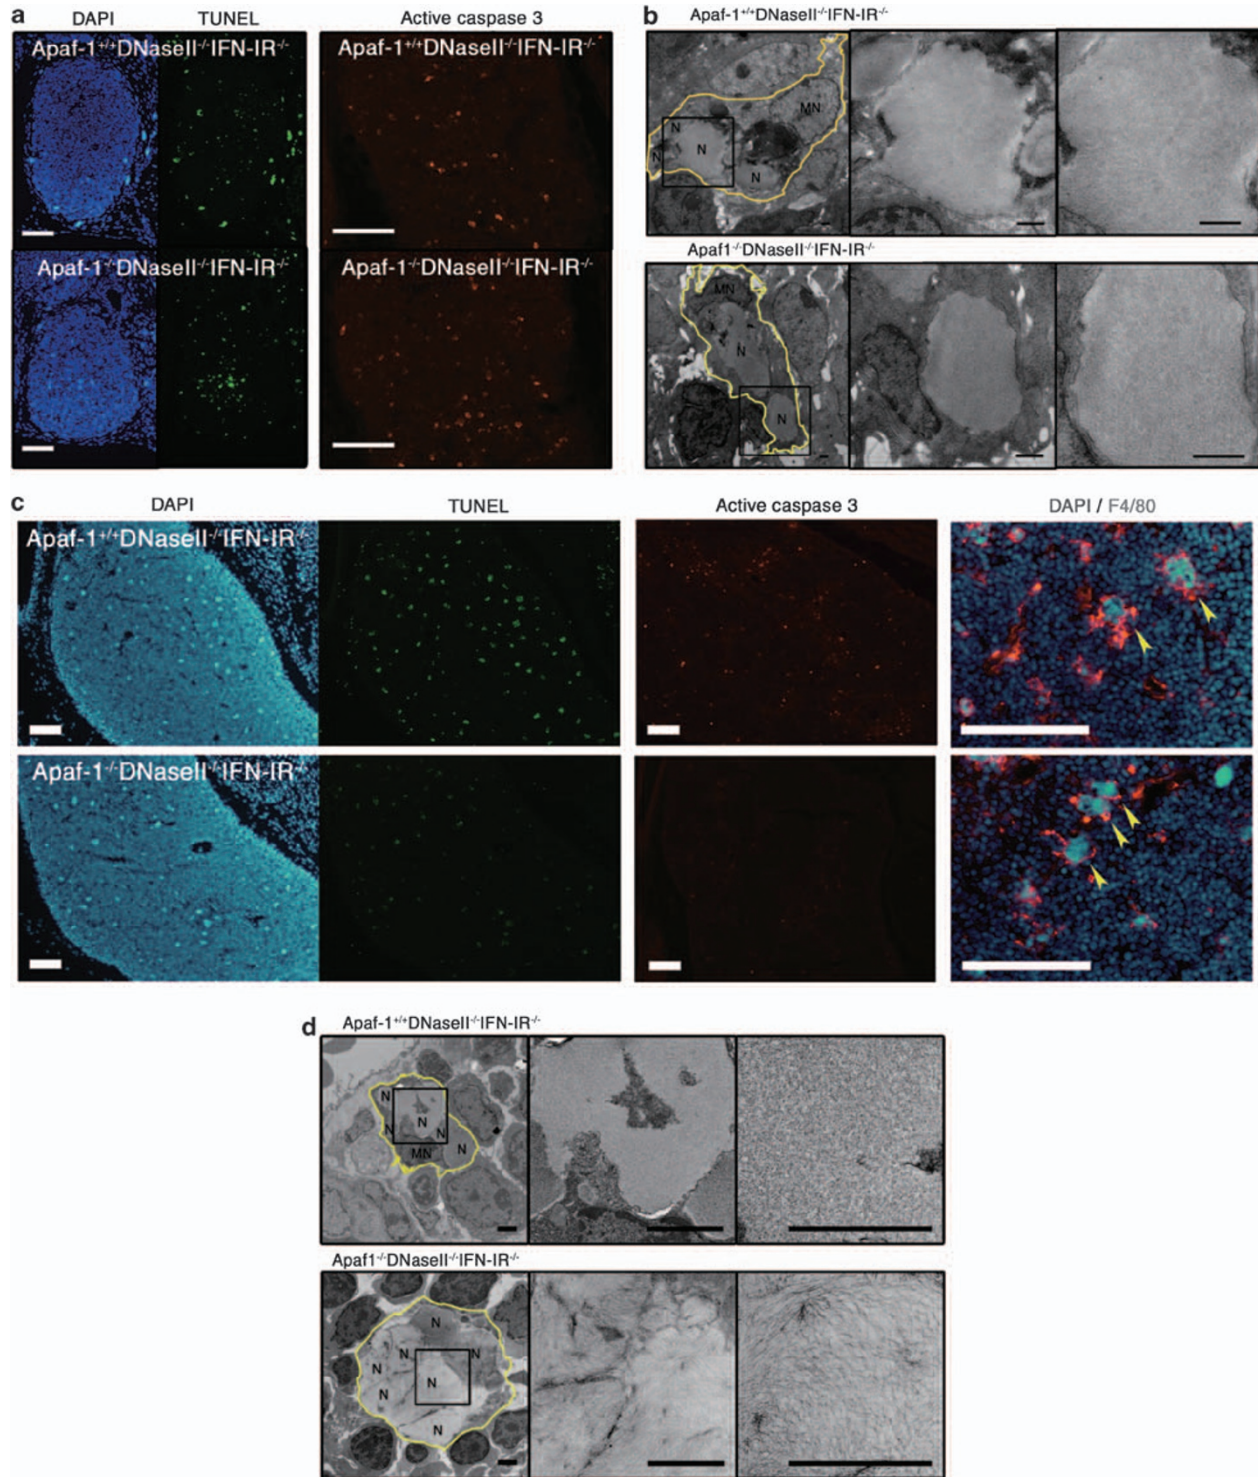 a
DAPI TUNEL Active caspase 3
Apaf-1+/+DNaseII-/-IFN-IR-/- Apaf-1+/+DNaseII-/-IFN-IR-/-
Apaf-1-/-DNaseII-/-IFN-IR-/- Apaf-1-/-DNaseII-/-IFN-IR-/-
b
Apaf-1+/+DNaseII-/-IFN-IR-/-
MN
N
N
N
N
Apaf1-/-DNaseII-/-IFN-IR-/-
MN
N
N
c
DAPI TUNEL Active caspase 3 DAPI / F4/80
Apaf-1+/+DNaseII-/-IFN-IR-/-
Apaf-1-/-DNaseII-/-IFN-IR-/-
d
Apaf-1+/+DNaseII-/-IFN-IR-/-
N
N
N N
N
MN
Apaf1-/-DNaseII-/-IFN-IR-/-
N
N N
N
N
N
N